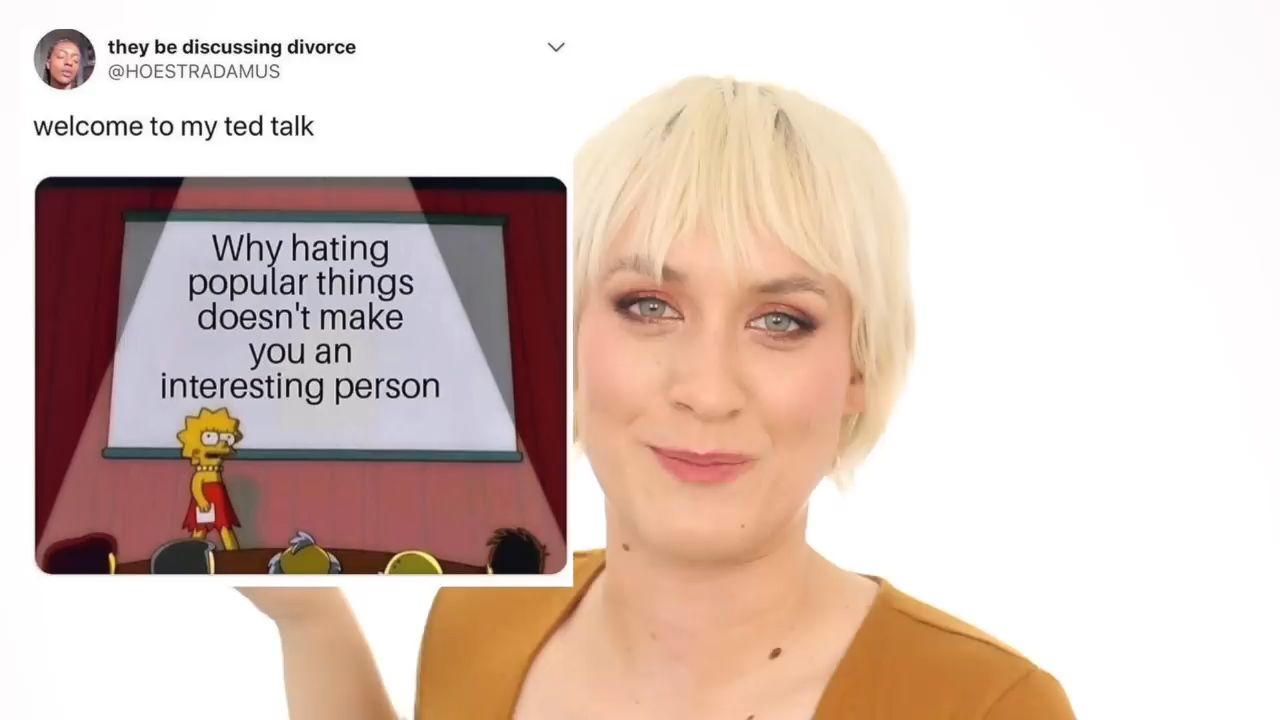 they be discussing divorce
@HOESTRADAMUS
welcome to my ted talk
Why hating
popular things
doesn't make
you an
interesting person